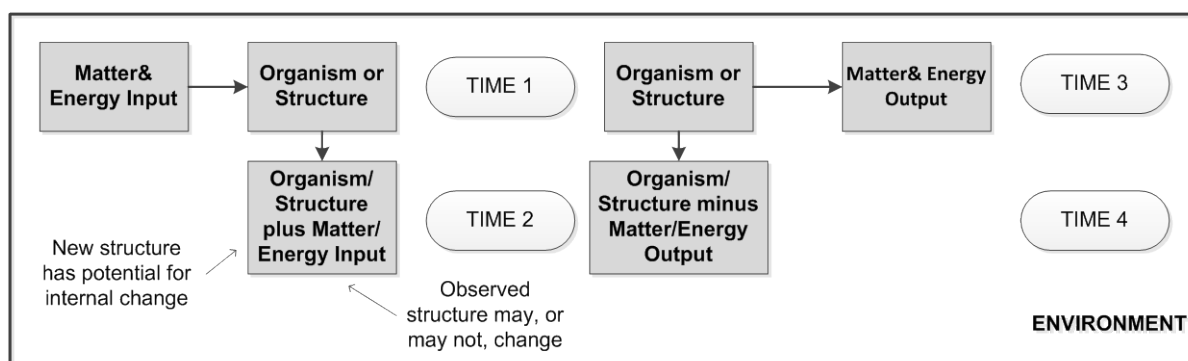 Matter&
Energy Input
Organism or
Structure
TIME 1
Organism or
Structure
Matter& Energy
Output
TIME 3
Organism/
Structure
plus Matter/
Energy Input
TIME 2
Organism/
Structure minus
Matter/Energy
Output
TIME 4
New structure
has potential for
internal change
Observed
structure may, or
may not, change
ENVIRONMENT